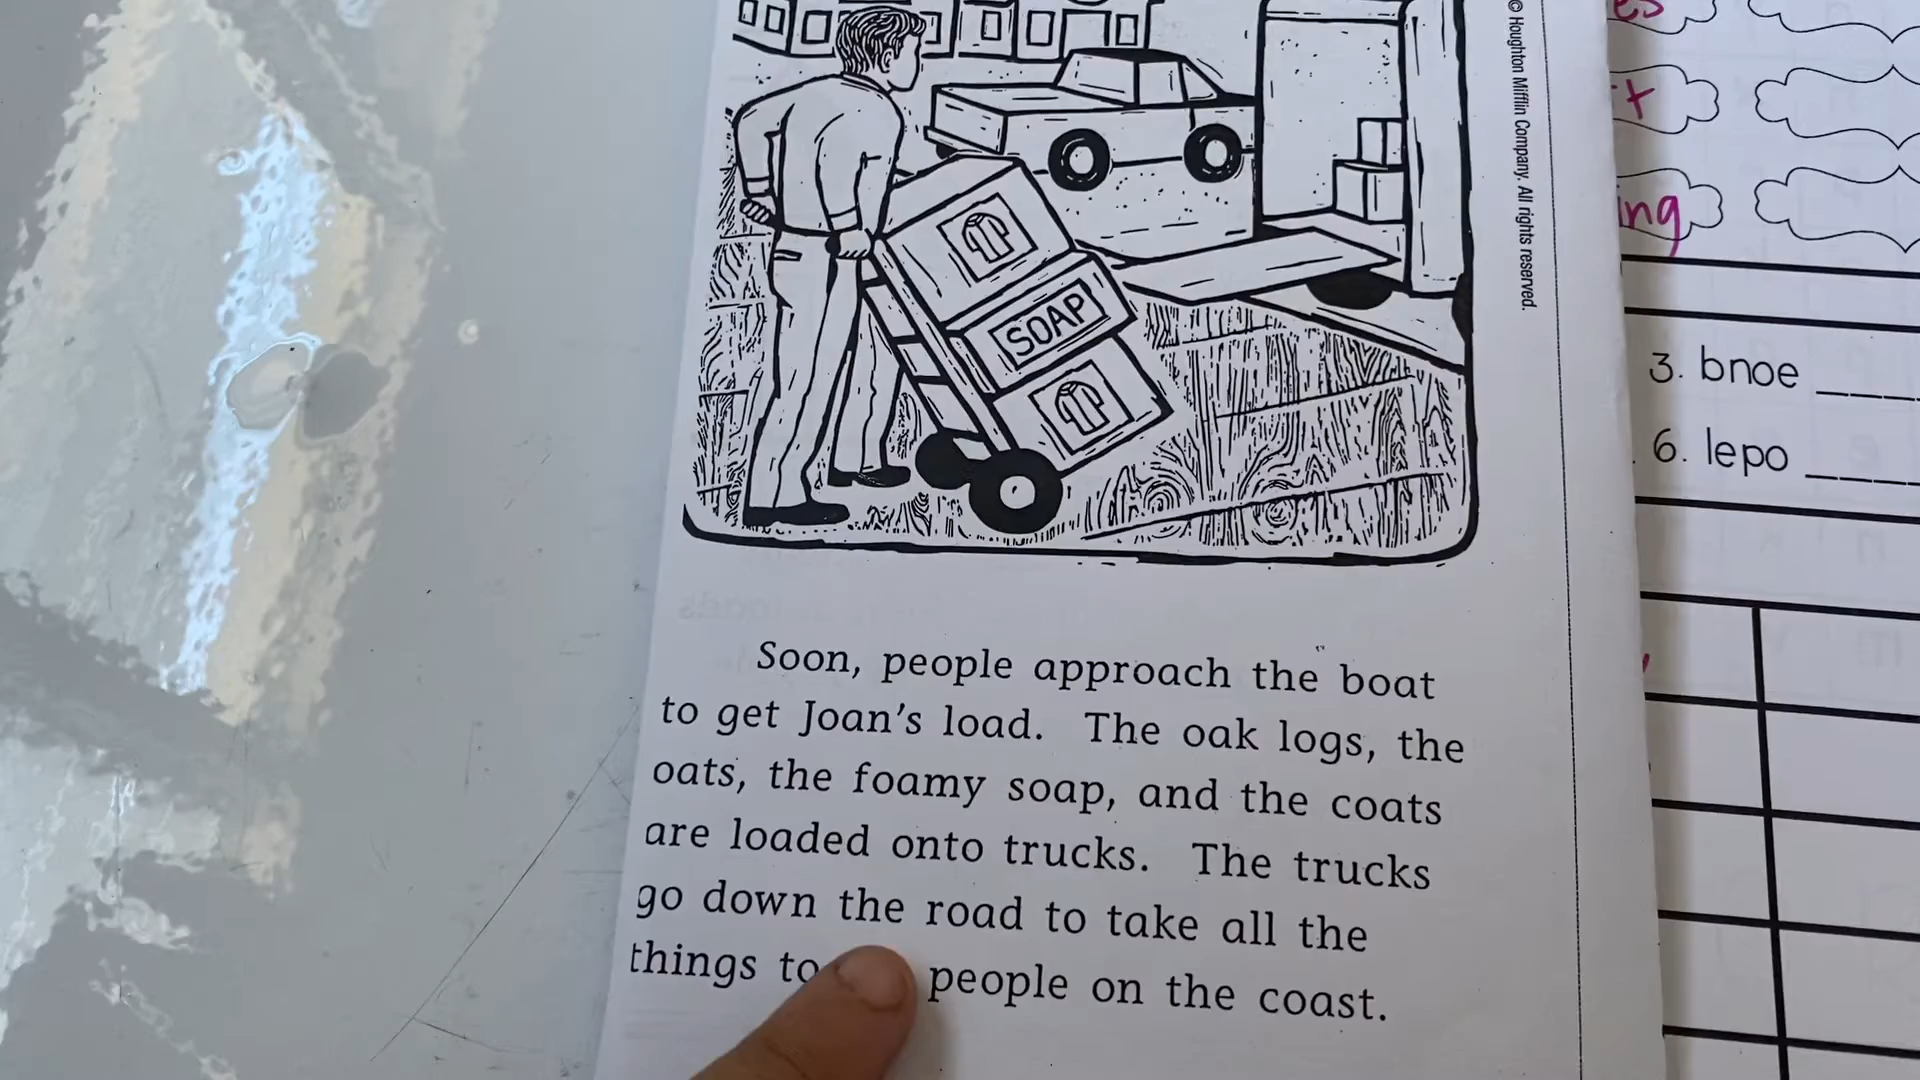 © Houghton Mifflin Company. All rights reserved.
SOAP
Soon, people approach the boat
to get Joan's load. The oak logs, the
oats, the foamy soap, and the coats
are loaded onto trucks. The trucks
go down the road to take all the
things to people on the coast.
ing
3. bnoe
6. lepo